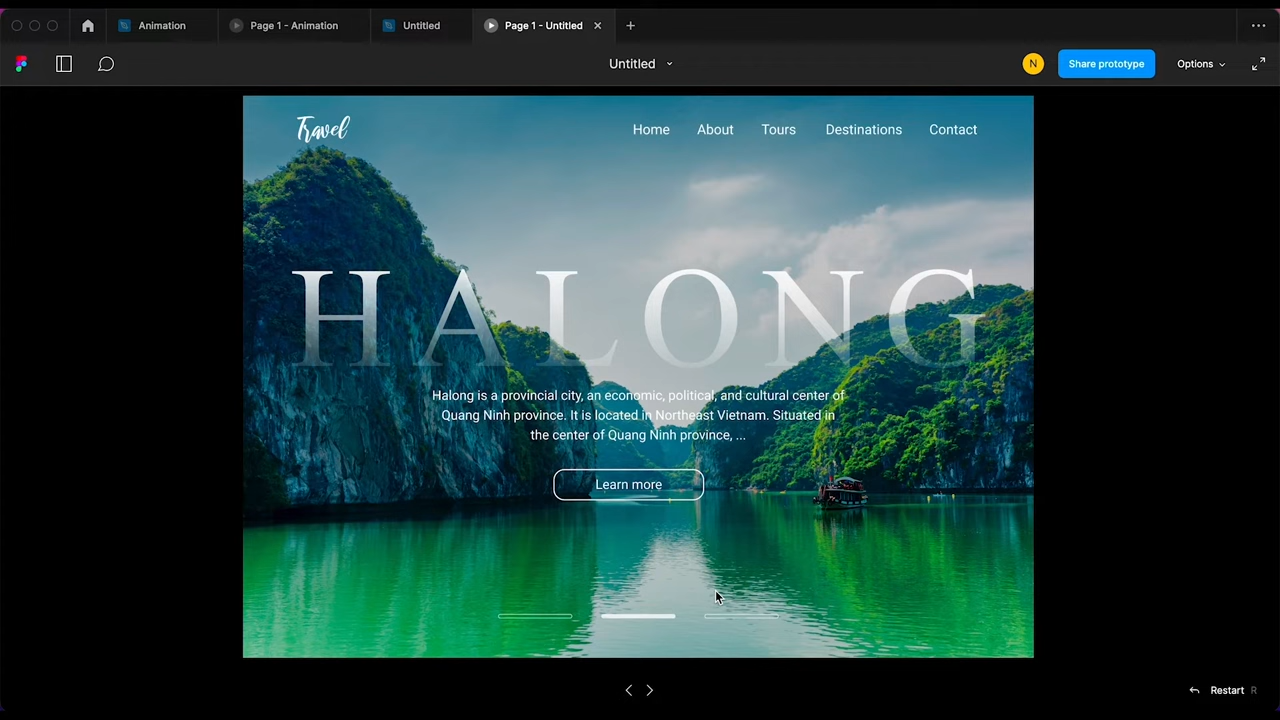 Animation
Page 1 - Animation
Untitled
Page 1 - Untitled
Untitled
N
Share prototype
Options
Travel
Home
About
Tours
Destinations
Contact
HALONG
Halong is a provincial city, an economic, political, and cultural center of
Quang Ninh province. It is located in Northeast Vietnam. Situated in
the center of Quang Ninh province, ...
Learn more
Restart R